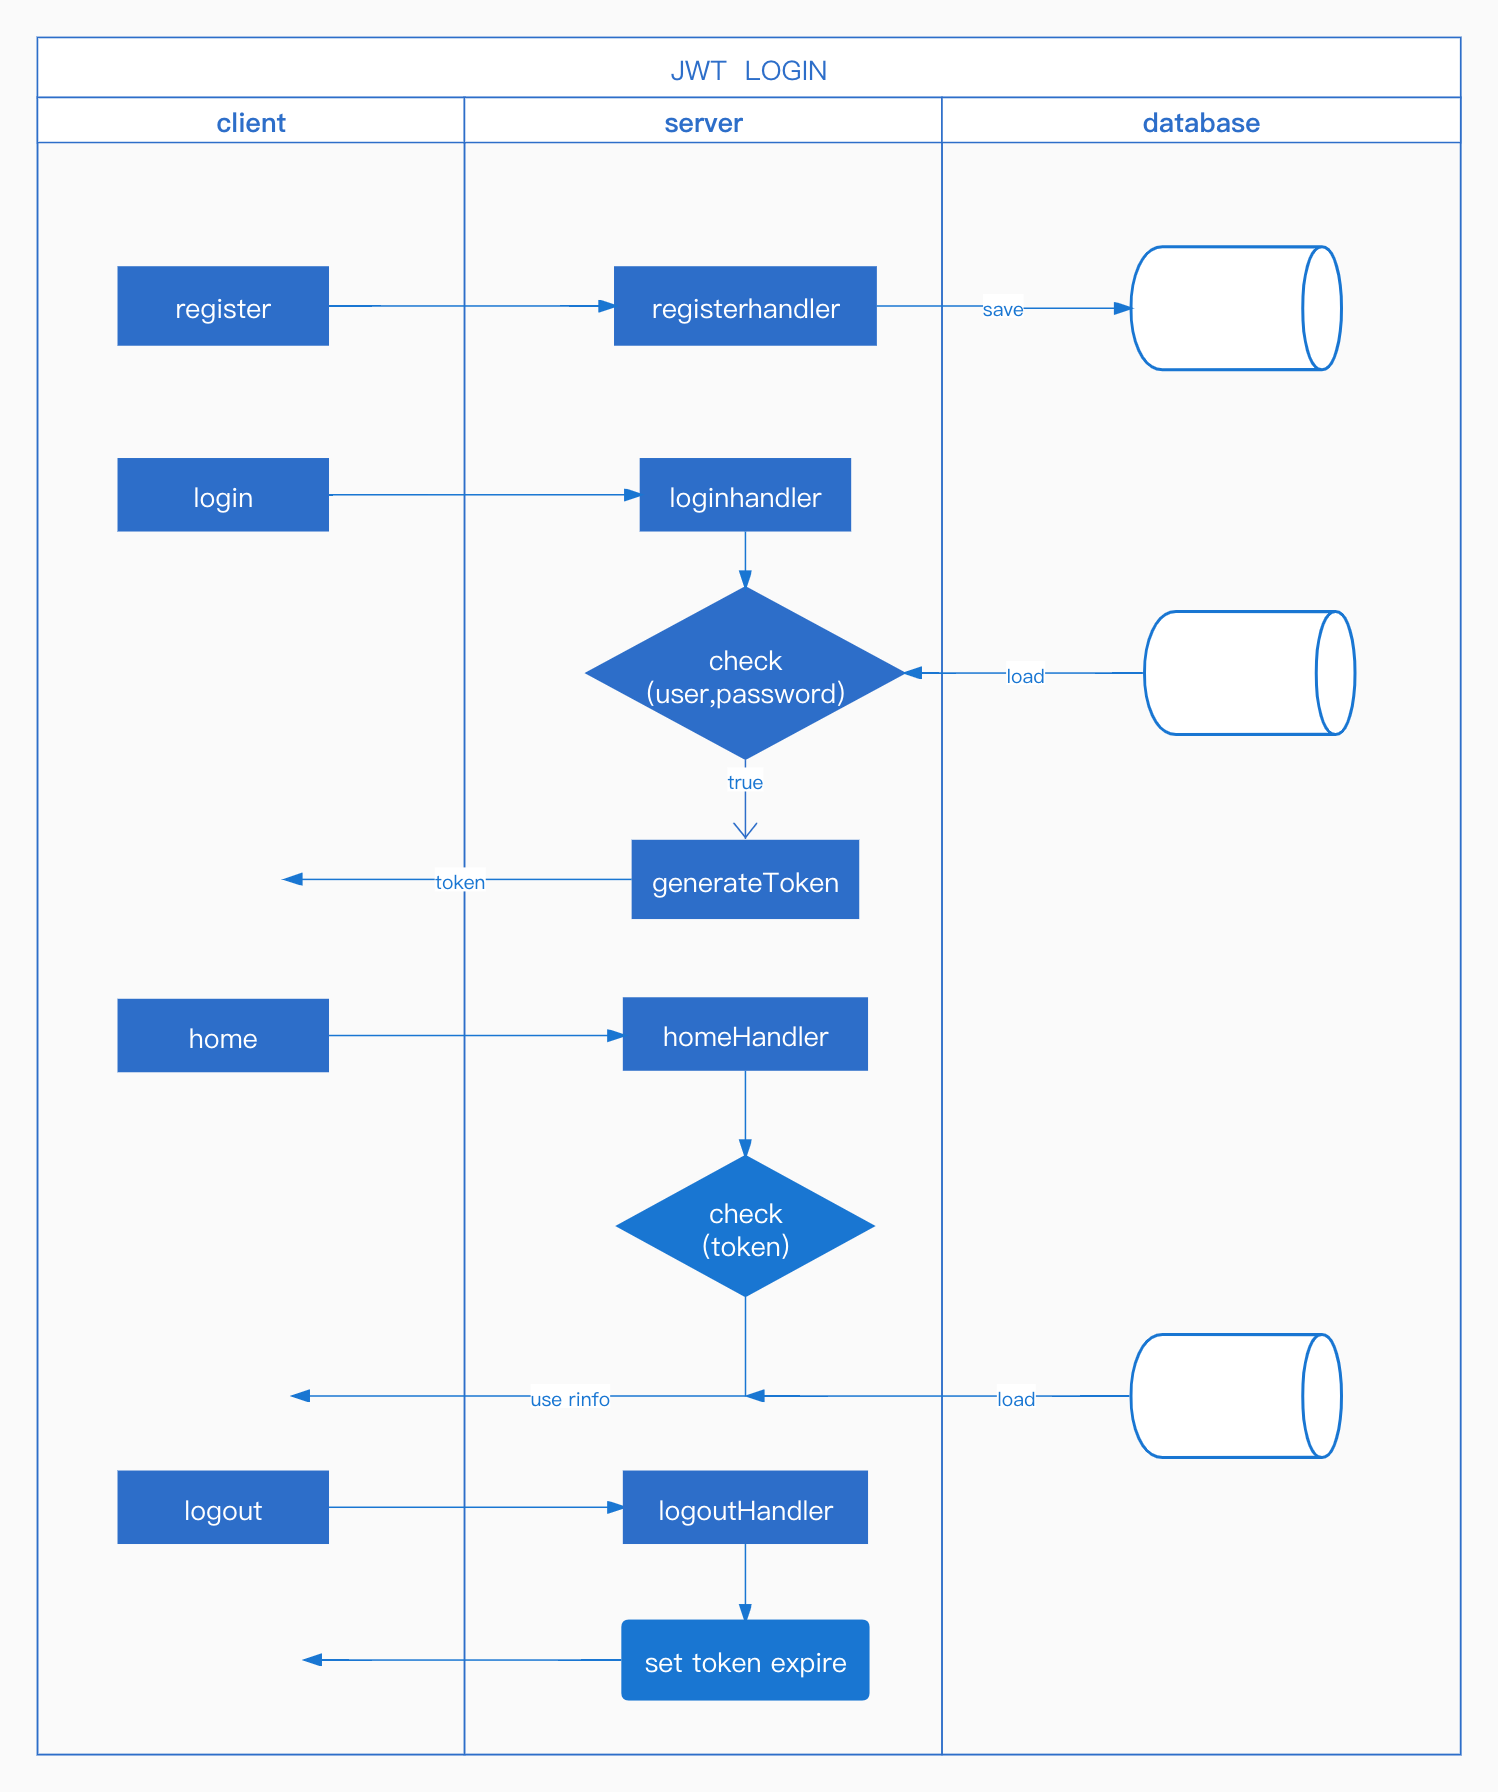 JWT LOGIN
client
server
database
register
registerhandler
save
login
loginhandler
check
(user,password)
load
true
token
generateToken
home
homeHandler
check
(token)
use rinfo
load
logout
logoutHandler
set token expire